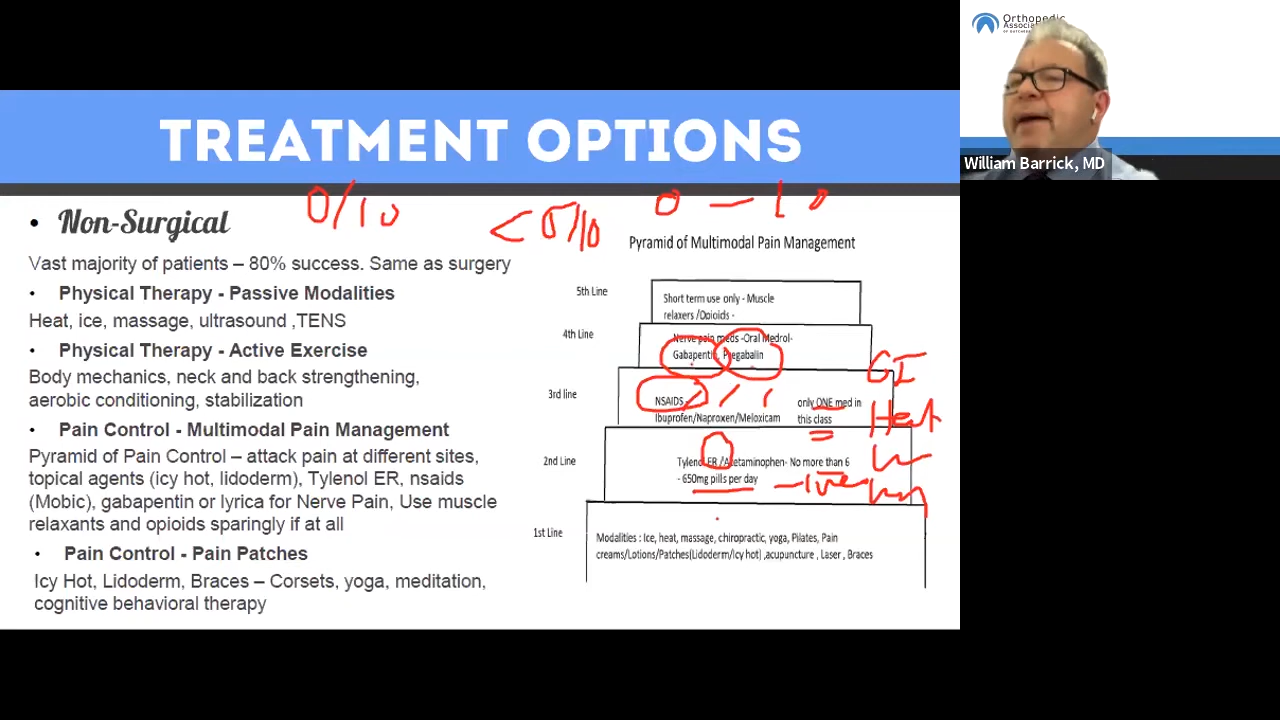 Orthopedic
Associat
OF DUTCHES
William Barrick, MD
TREATMENT OPTIONS
0/10
0 – 10
<5/10
• Non-Surgical
Vast majority of patients – 80% success. Same as surgery
• Physical Therapy - Passive Modalities
Heat, ice, massage, ultrasound ,TENS
• Physical Therapy - Active Exercise
Body mechanics, neck and back strengthening,
aerobic conditioning, stabilization
• Pain Control - Multimodal Pain Management
Pyramid of Pain Control – attack pain at different sites,
topical agents (icy hot, lidoderm), Tylenol ER, nsaids
(Mobic), gabapentin or lyrica for Nerve Pain, Use muscle
relaxants and opioids sparingly if at all
• Pain Control - Pain Patches
Icy Hot, Lidoderm, Braces – Corsets, yoga, meditation,
cognitive behavioral therapy
Pyramid of Multimodal Pain Management
5th Line
Short term use only - Muscle
relaxers /Opioids -
4th Line
Nerve pain meds -Oral Medrol-
Gabapentin, Pregabalin
GI
3rd line
NSAIDS -
Ibuprofen/Naproxen/Meloxicam
only ONE med in
this class
2nd Line
Tylenol ER /Acetaminophen- No more than 6
- 650mg pills per day
1st Line
Modalities : Ice, heat, massage, chiropractic, yoga, Pilates, Pain
creams/Lotions/Patches(Lidoderm/Icy hot) ,acupuncture , Laser , Braces